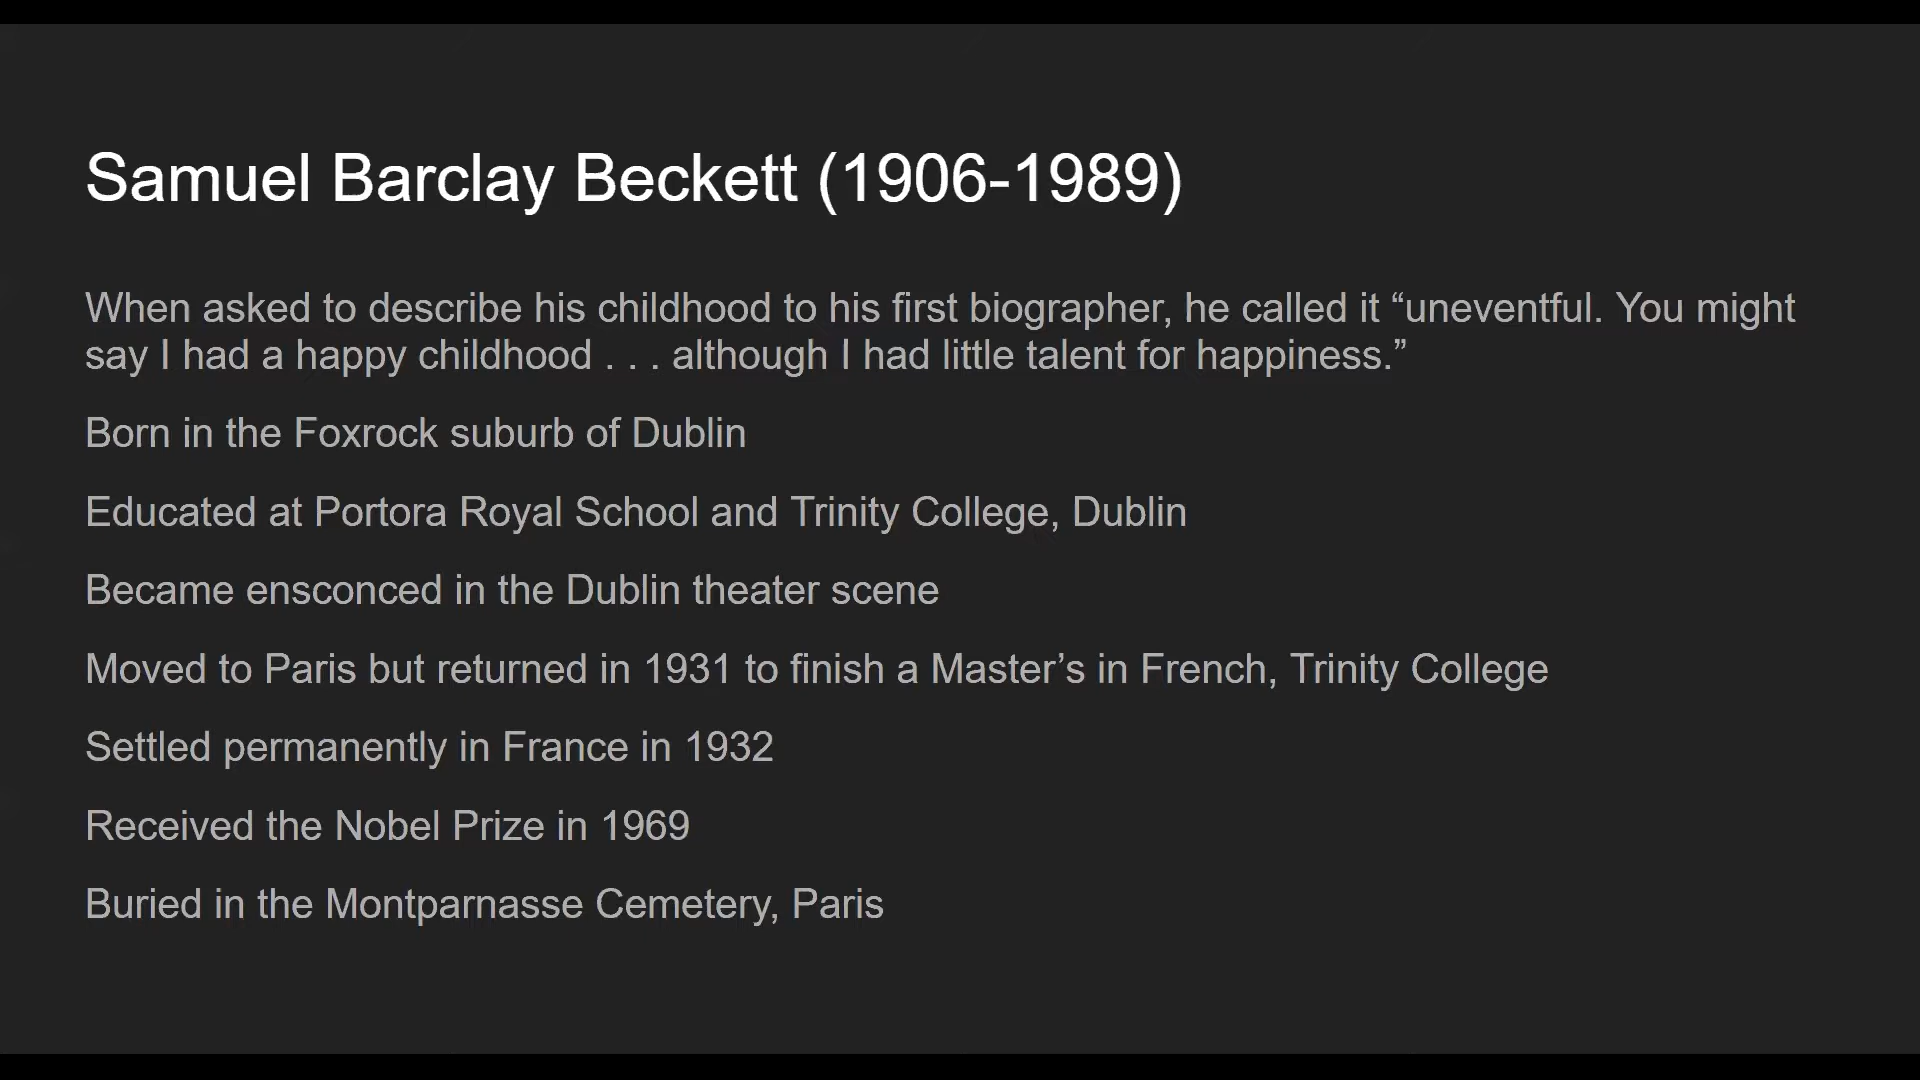 Samuel Barclay Beckett (1906-1989)
When asked to describe his childhood to his first biographer, he called it “uneventful. You might
say I had a happy childhood . . . although I had little talent for happiness.”
Born in the Foxrock suburb of Dublin
Educated at Portora Royal School and Trinity College, Dublin
Became ensconced in the Dublin theater scene
Moved to Paris but returned in 1931 to finish a Master’s in French, Trinity College
Settled permanently in France in 1932
Received the Nobel Prize in 1969
Buried in the Montparnasse Cemetery, Paris